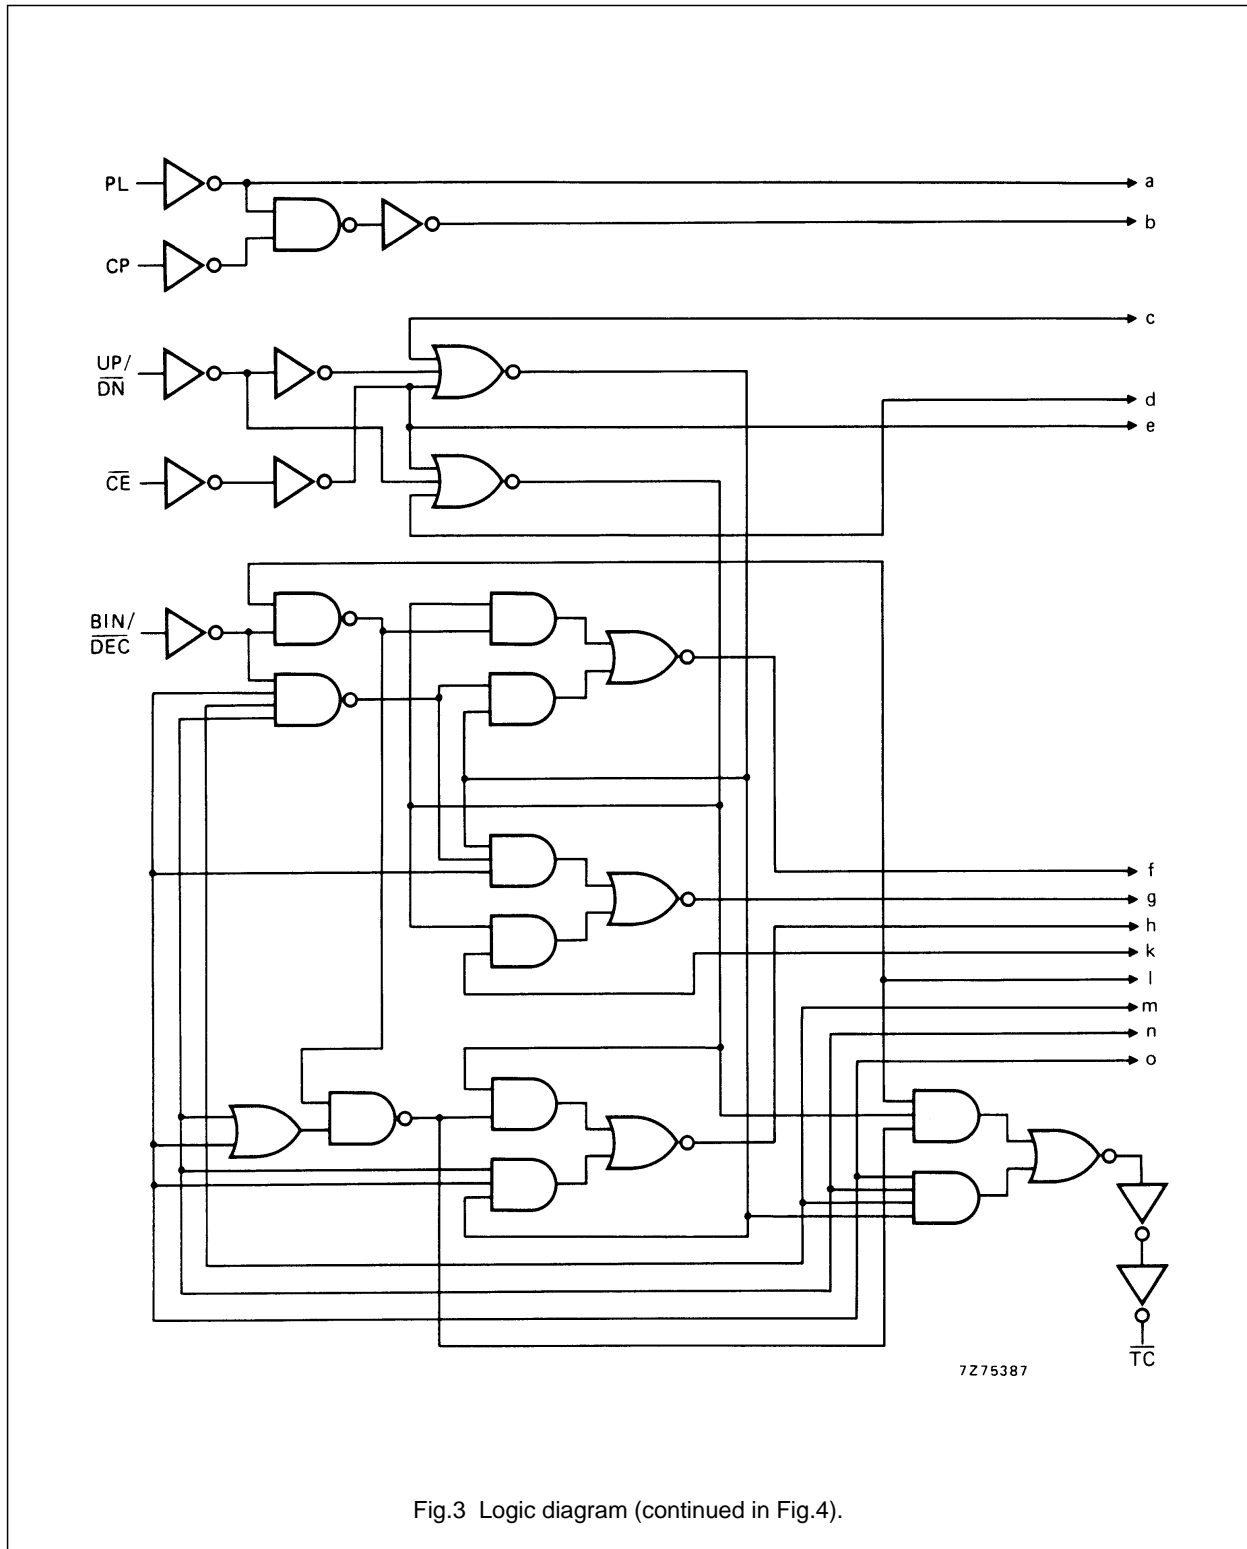 PL
a
b
CP
c
UP/
DN
d
e
CE
BIN/
DEC
f
g
h
k
l
m
n
o
TC
7Z75387
Fig.3 Logic diagram (continued in Fig.4).